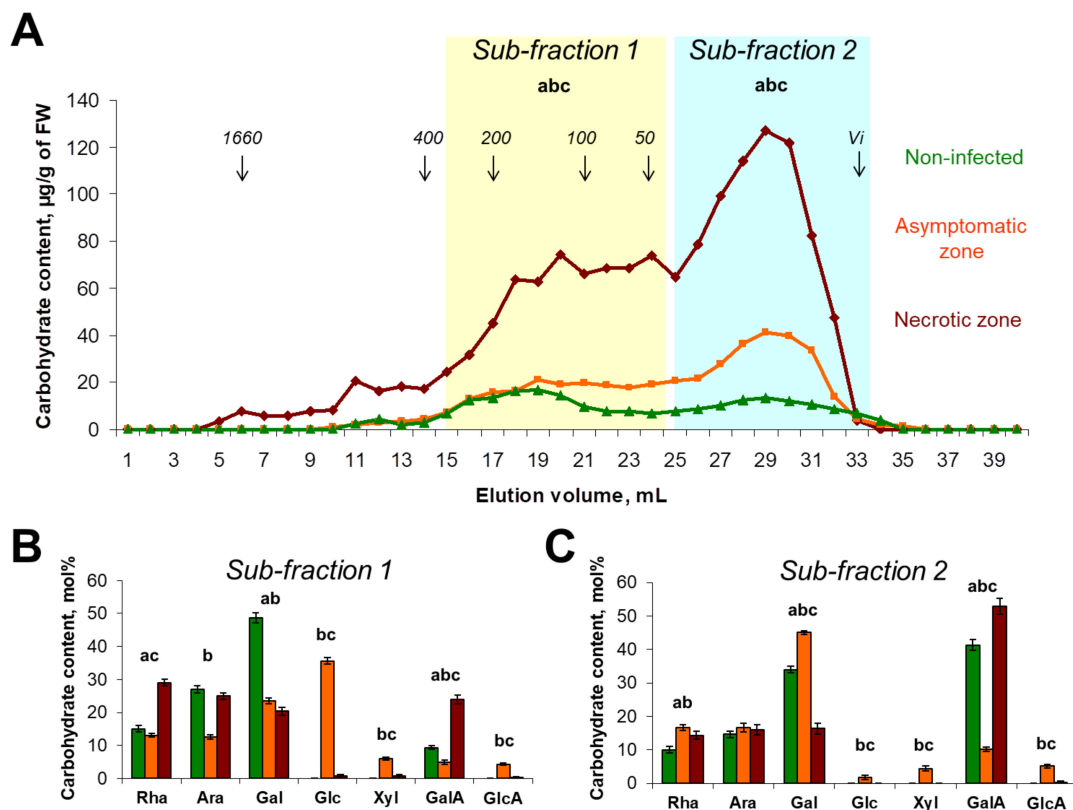 A
Sub-fraction 1 Sub-fraction 2
abc abc
Carbohydrate content, µg/g of FW
140
120
100
80
60
40
20
0
1660 400 200 100 50 Vi
Non-infected
Asymptomatic
zone
Necrotic zone
1 3 5 7 9 11 13 15 17 19 21 23 25 27 29 31 33 35 37 39
Elution volume, mL
B
Sub-fraction 1
Carbohydrate content, mol%
60
50
40
30
20
10
0
ac b ab bc bc abc bc
Rha Ara Gal Glc Xyl GalA GlcA
C
Sub-fraction 2
Carbohydrate content, mol%
60
50
40
30
20
10
0
ab abc bc bc abc bc
Rha Ara Gal Glc Xyl GalA GlcA